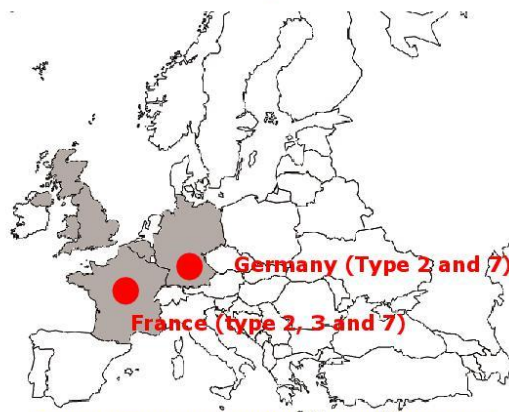 Germany (Type 2 and 7)
France (type 2, 3 and 7)